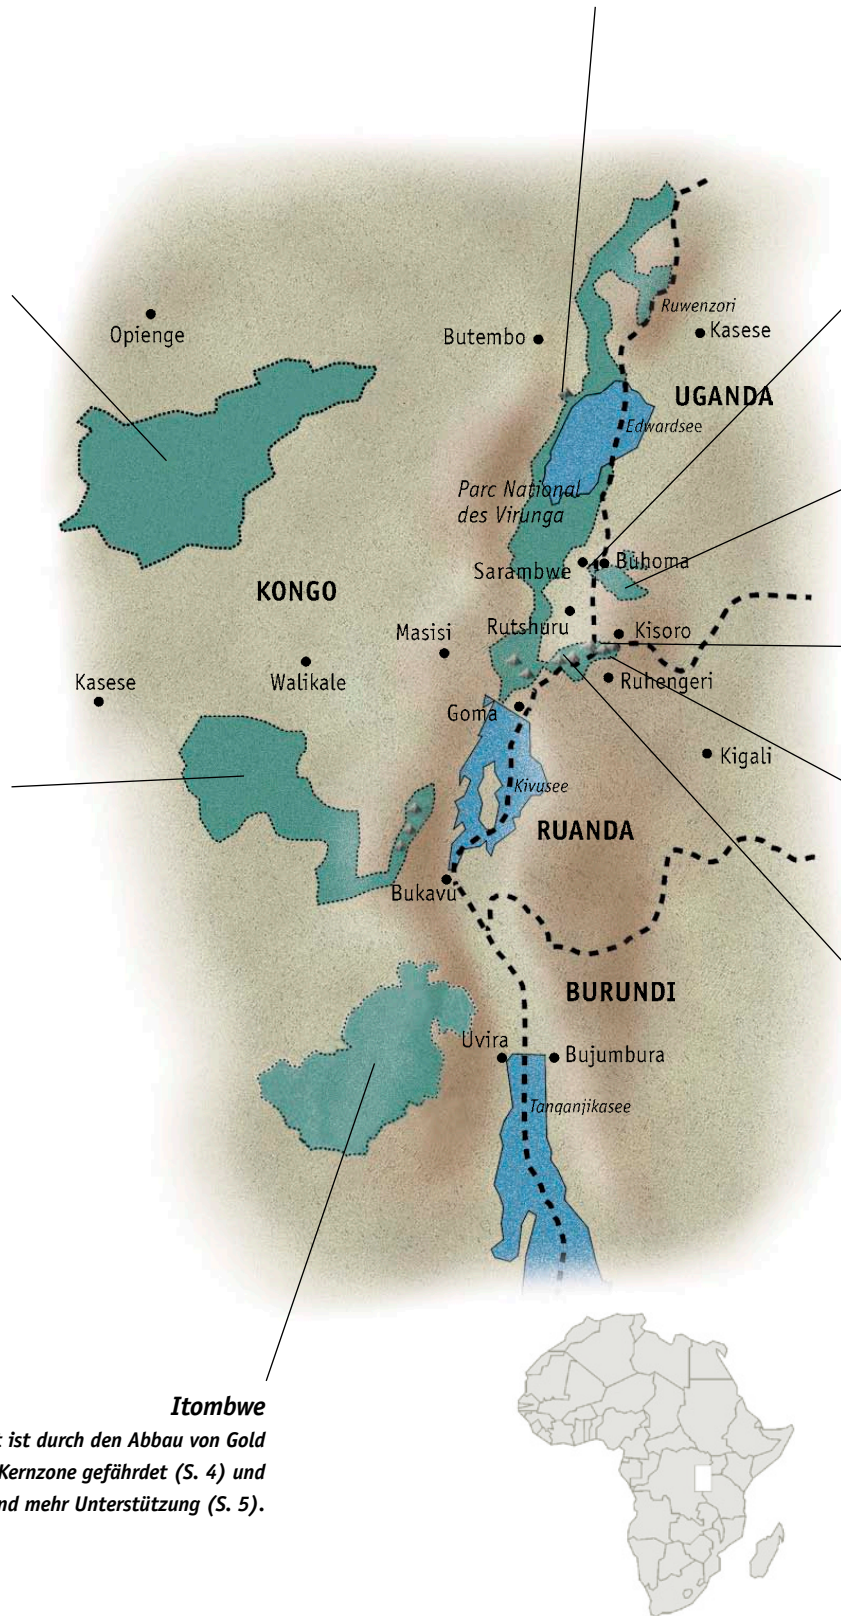 Ruwenzori
Opienge
Butembo
Kasese
UGANDA
Edwardsee
Parc National
des Virunga
Sarambwe
Buhoma
KONGO
Rutshuru
Kisoro
Masisi
Kasese
Walikale
Ruhengeri
Goma
Kigali
Kivusee
RUANDA
Bukavu
BURUNDI
Uvira
Bujumbura
Tanganjikasee
Itombwe
ist durch den Abbau von Gold
Kernzone gefährdet (S. 4) und
nd mehr Unterstützung (S. 5).